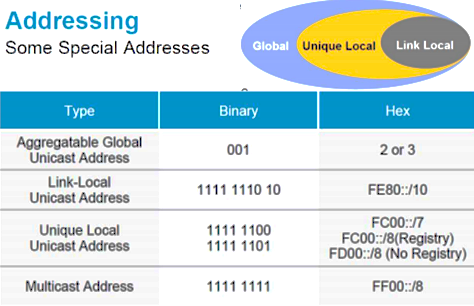 Addressing
Some Special Addresses
Global
Unique Local
Link Local
Type
Binary
Hex
Aggregatable Global
Unicast Address
001
2 or 3
Link-Local
Unicast Address
1111 1110 10
FE80::/10
Unique Local
Unicast Address
1111 1100
1111 1101
FC00::/7
FC00::/8(Registry)
FD00::/8 (No Registry)
Multicast Address
1111 1111
FF00::/8